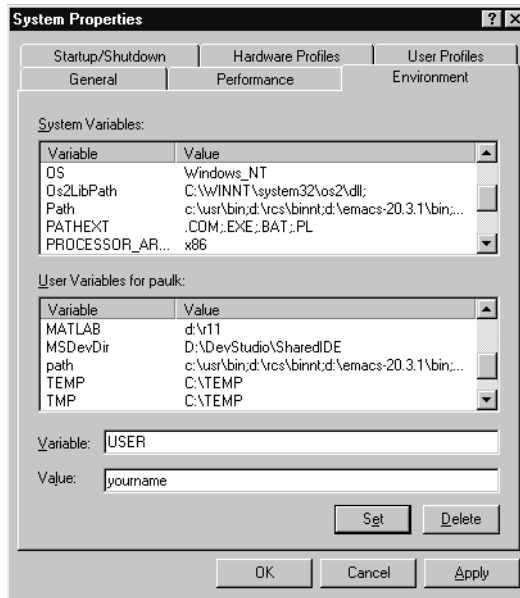 System Properties
Startup/Shutdown Hardware Profiles User Profiles
General Performance Environment
System Variables:
Variable Value
OS Windows_NT
Os2LibPath C:\WINNT\system32\os2\dll;
Path c:\usr\bin;d:\rcs\binnt;d:\emacs-20.3.1\bin;...
PATHEXT .COM;.EXE;.BAT;.PL
PROCESSOR_AR... x86
User Variables for paulk:
Variable Value
MATLAB d:\r11
MSDevDir D:\DevStudio\SharedIDE
path c:\usr\bin;d:\rcs\binnt;d:\emacs-20.3.1\bin;...
TEMP C:\TEMP
TMP C:\TEMP
Variable: USER
Value: yourname
Set Delete
OK Cancel Apply